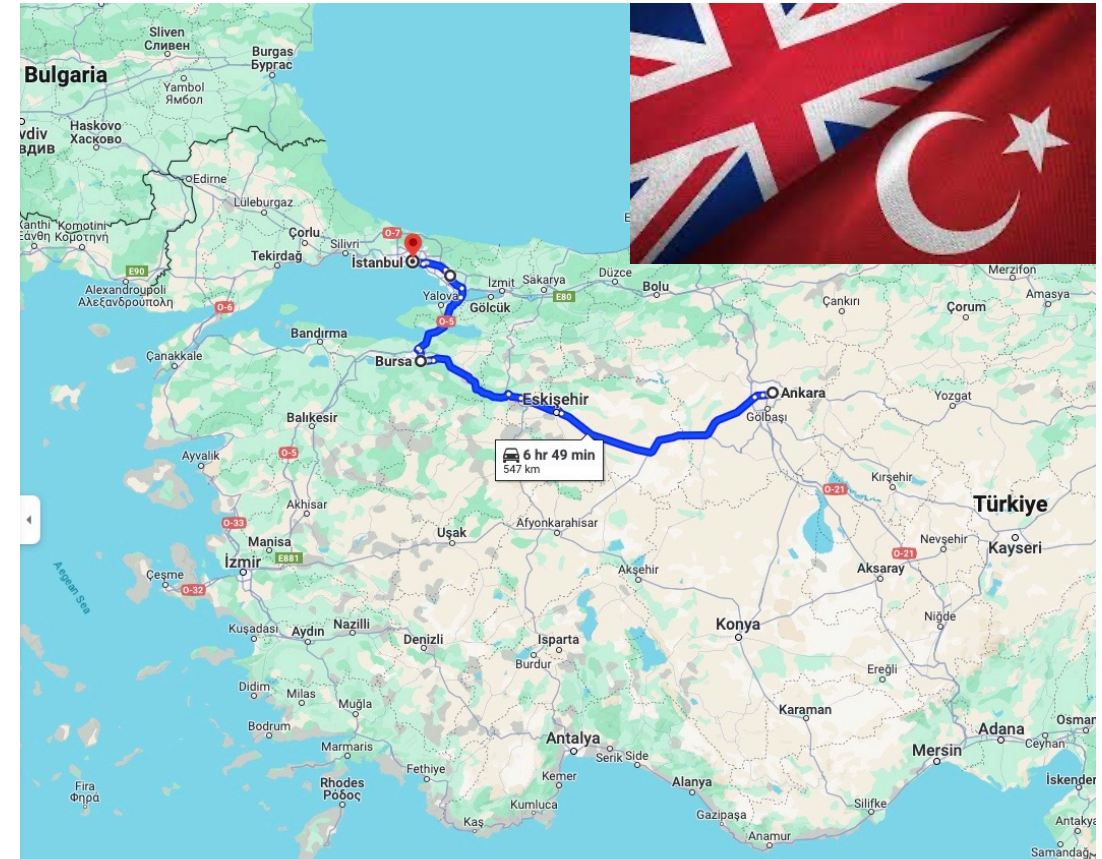 Sliven
Сливен
Burgas
Бургас
Bulgaria
Yambol
Ямбол
Haskovo
Хасково
vdiv
вдив
Edirne
Lüleburgaz
Xanthi
Komotini
Κομοτηνή
Çorlu
Silivri
O-7
Tekirdağ
İstanbul
E90
Alexandroupoli
Αλεξανδρούπολη
O-6
Yalova
İzmit
Sakarya
Düzce
Gölcük
E80
Bolu
Merzifon
Amasya
Çankırı
Çorum
O-5
Bandırma
Çanakkale
Bursa
Eskişehir
Ankara
Gölbaşı
Yozgat
Balıkesir
6 hr 49 min
547 km
O-5
Ayvalık
Kırşehir
O-21
Akhisar
Türkiye
O-33
Manisa
Uşak
Afyonkarahisar
Nevşehir
Kayseri
İzmir
E881
O-21
Akşehir
Aksaray
Çeşme
O-32
Aegean Sea
Niğde
Kuşadası
Aydın
Nazilli
Denizli
Isparta
Konya
Burdur
Ereğli
Didim
Milas
Muğla
Karaman
Bodrum
Antalya
Serik
Side
Adana
Osman
Ceyhan
Marmaris
Mersin
Fethiye
Kemer
Alanya
İskender
Rhodes
Ρόδος
Fira
Φηρά
Kumluca
Silifke
Kaş
Gazipaşa
Antakya
Anamur
Samandağ